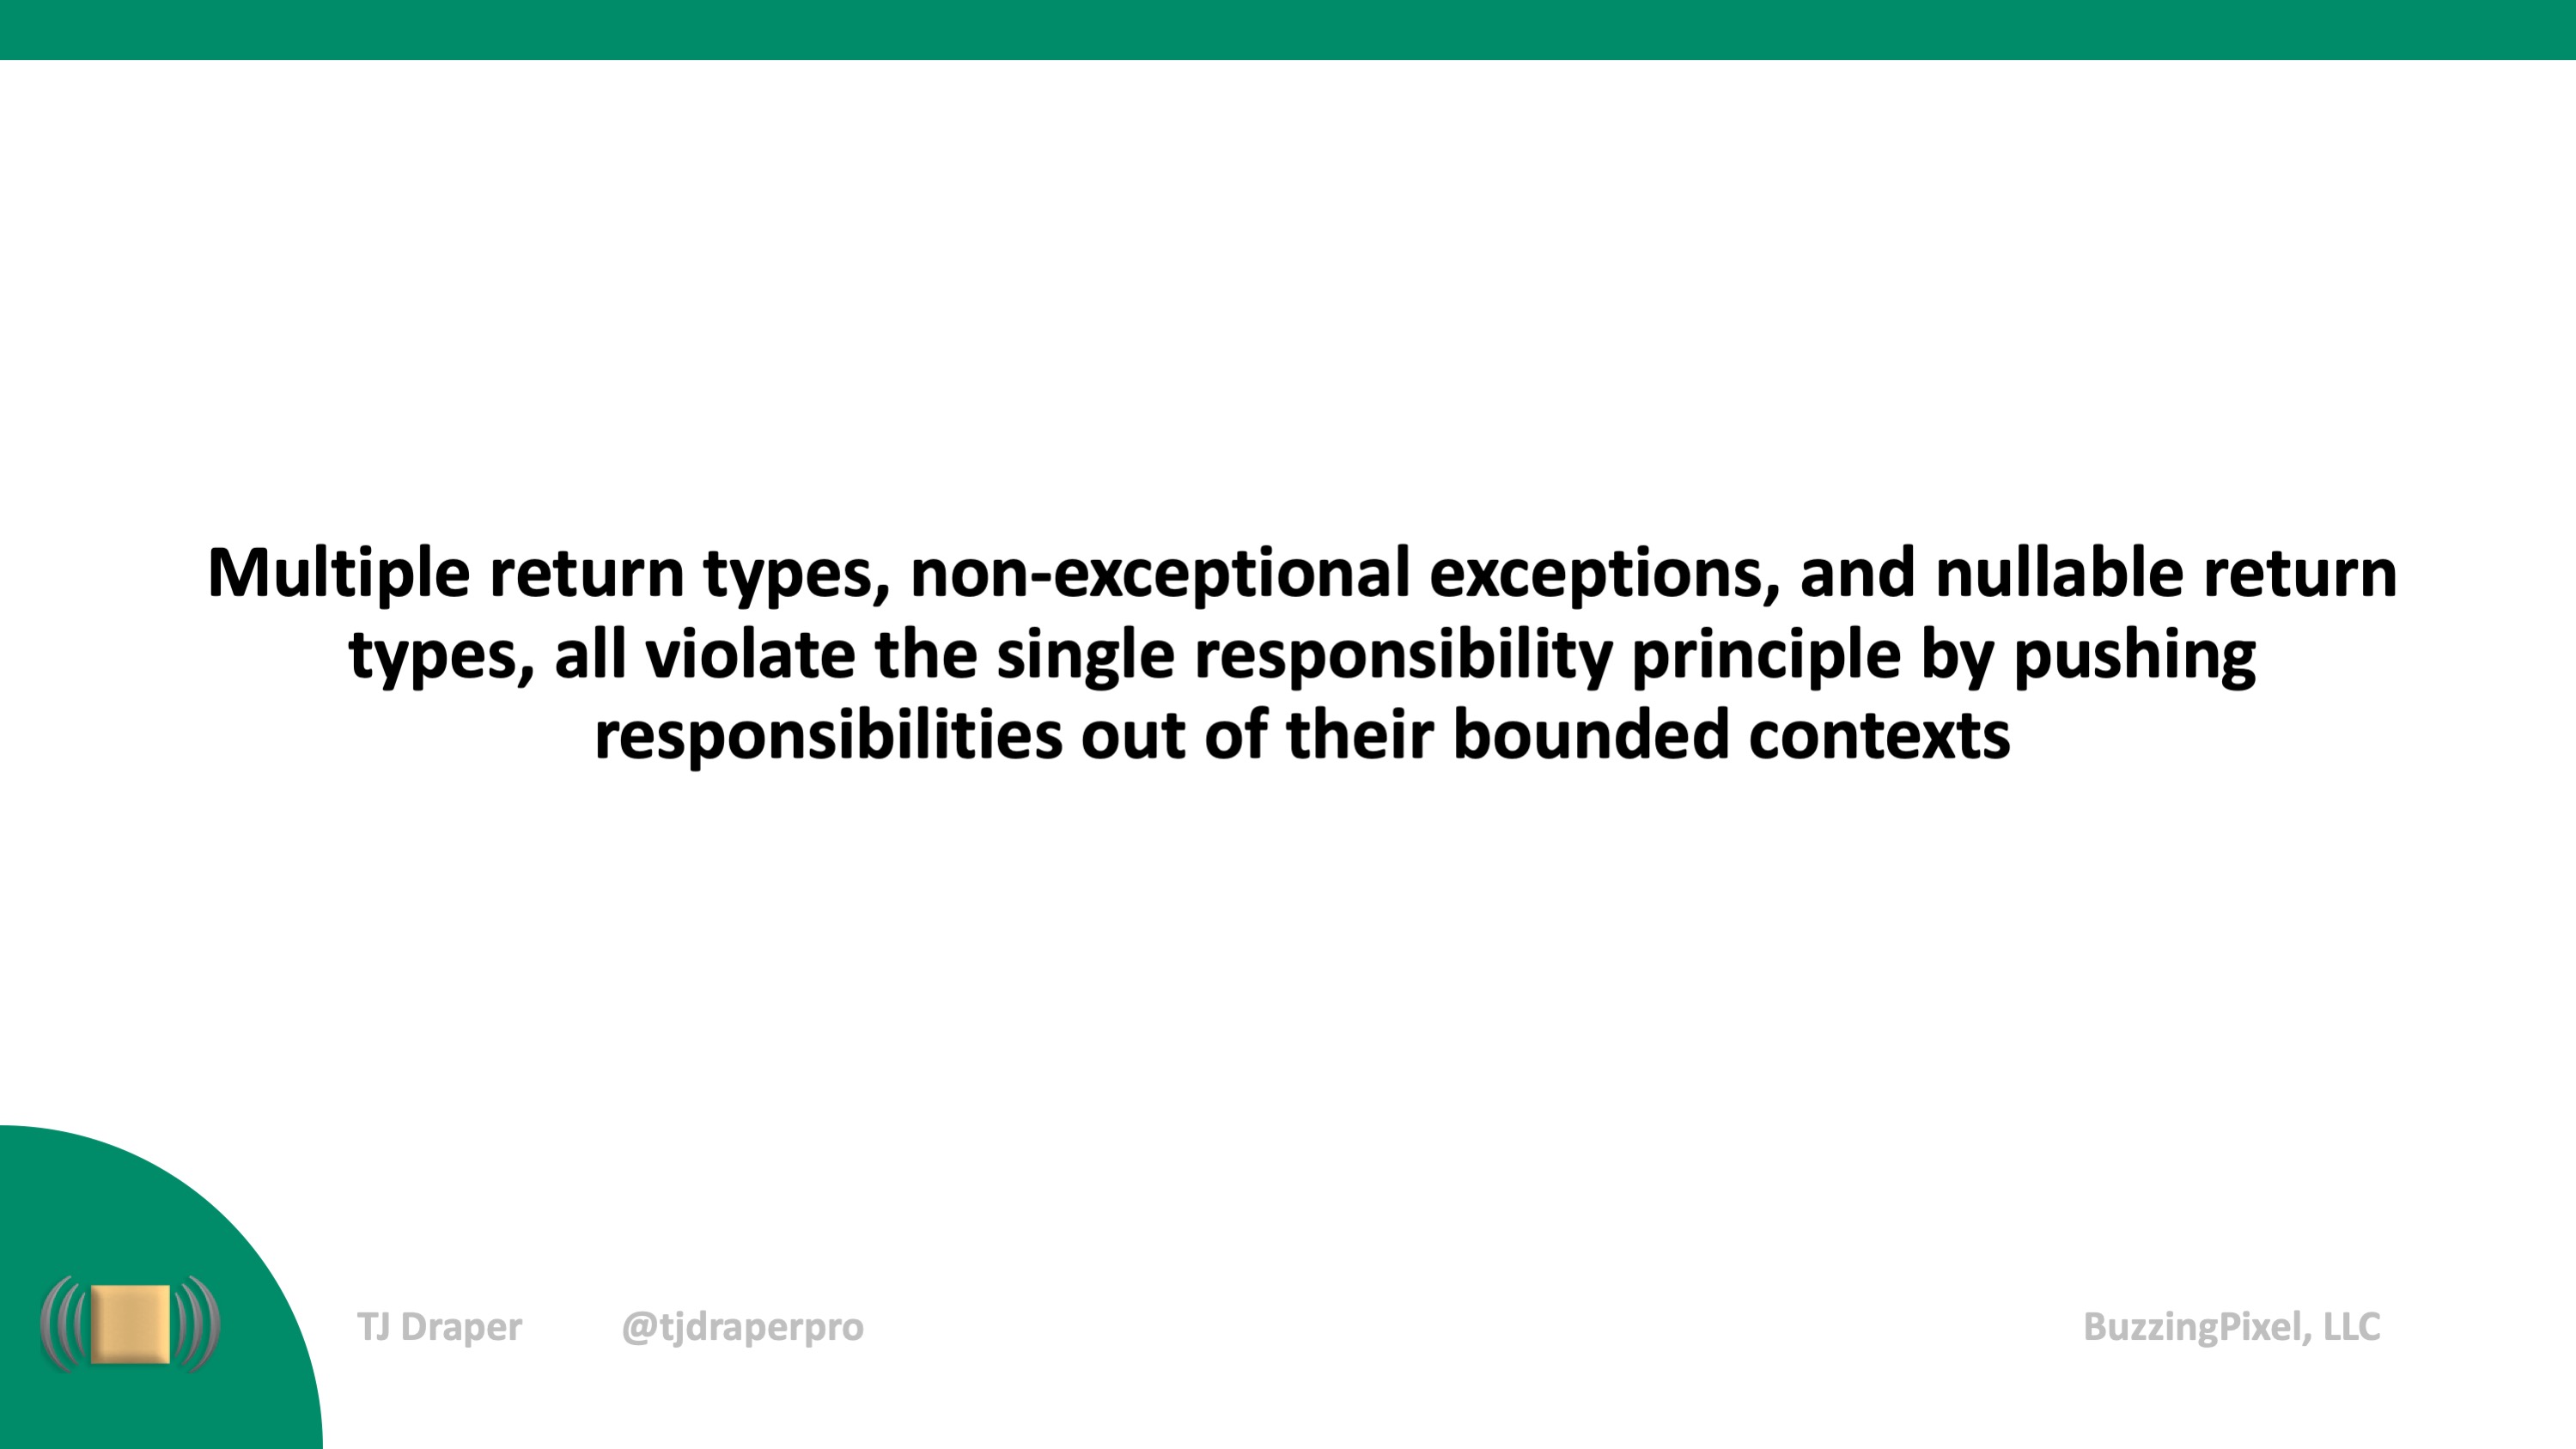 Multiple return types, non-exceptional exceptions, and nullable return
types, all violate the single responsibility principle by pushing
responsibilities out of their bounded contexts
TJ Draper @tjdraperpro BuzzingPixel, LLC